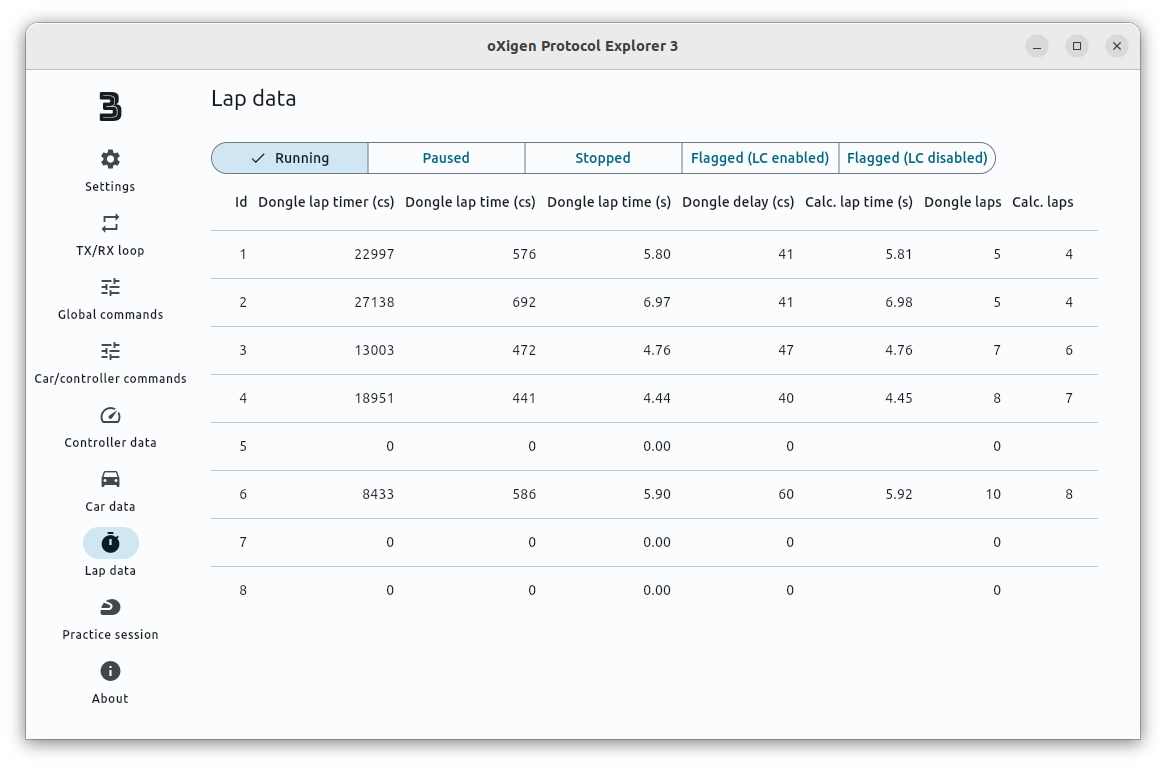 oXigen Protocol Explorer 3
3
Settings
TX/RX loop
Global commands
Car/controller commands
Controller data
Car data
Lap data
Practice session
About
Lap data
Running Paused Stopped Flagged (LC enabled) Flagged (LC disabled)
Id Dongle lap timer (cs) Dongle lap time (cs) Dongle lap time (s) Dongle delay (cs) Calc. lap time (s) Dongle laps Calc. laps
1 22997 576 5.80 41 5.81 5 4
2 27138 692 6.97 41 6.98 5 4
3 13003 472 4.76 47 4.76 7 6
4 18951 441 4.44 40 4.45 8 7
5 0 0 0.00 0 0
6 8433 586 5.90 60 5.92 10 8
7 0 0 0.00 0 0
8 0 0 0.00 0 0